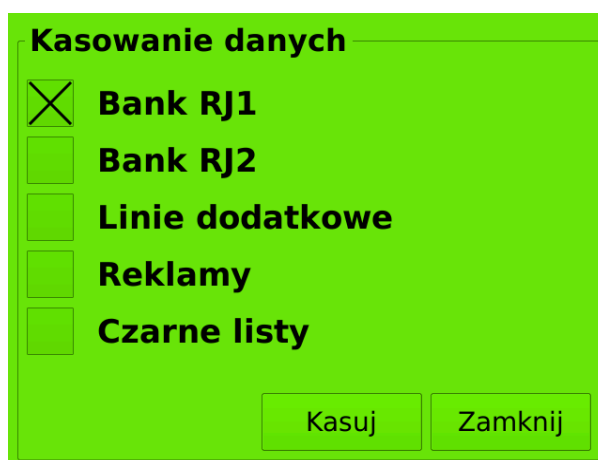 Kasowanie danych
Bank RJ1
Bank RJ2
Linie dodatkowe
Reklamy
Czarne listy
Kasuj Zamknij